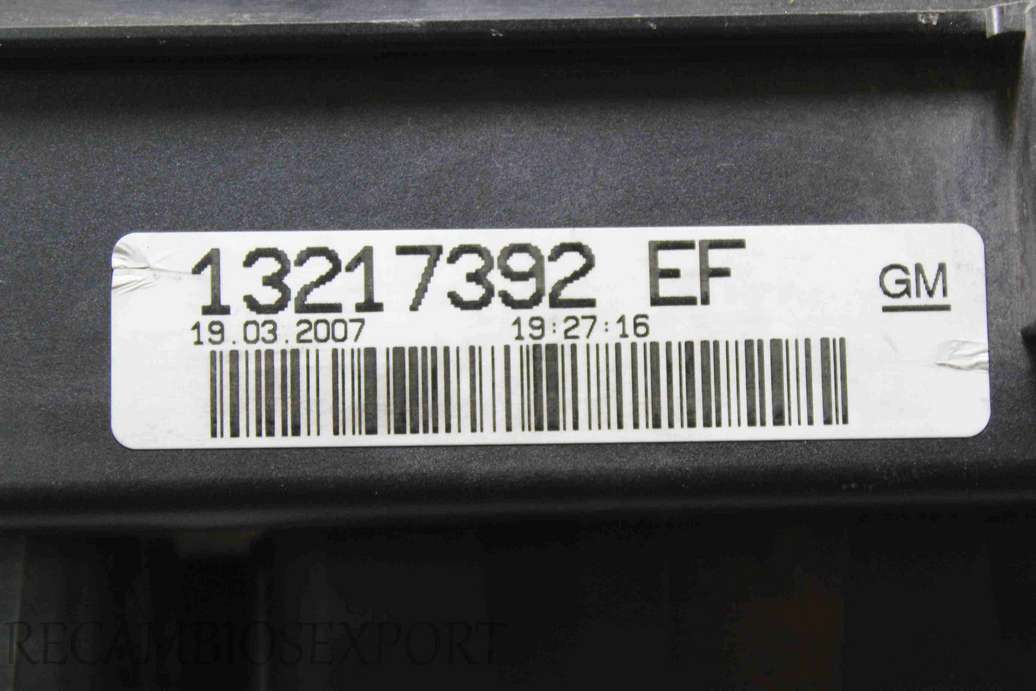 13217392 EF
GM
19.03.2007 19:27:16
RECAMBIOSEXPORT